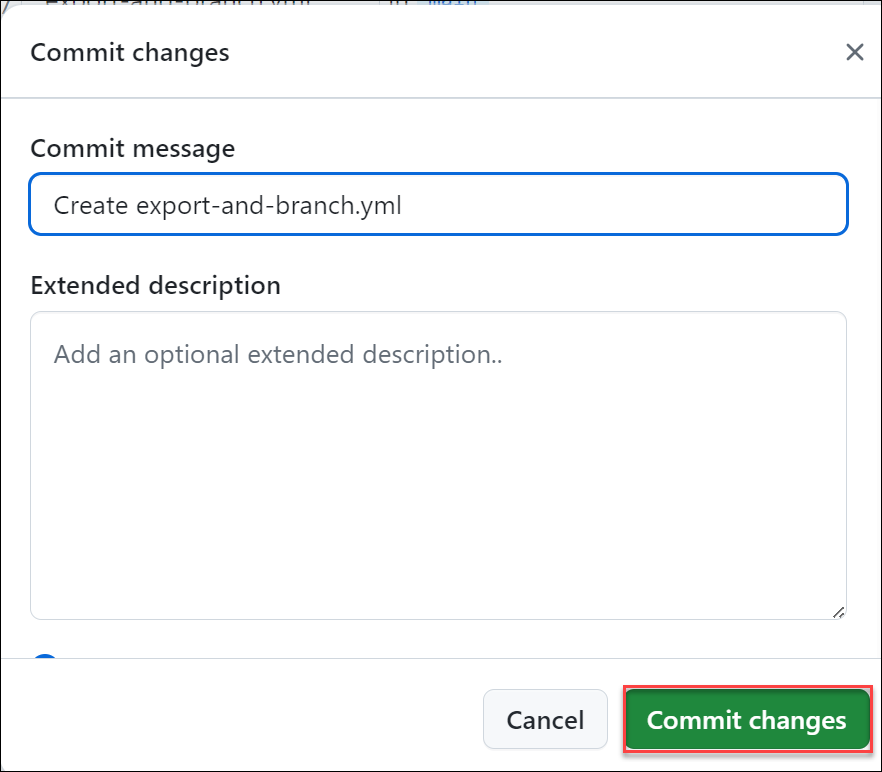 Commit changes
Commit message
Create export-and-branch.yml
Extended description
Add an optional extended description..
Cancel
Commit changes